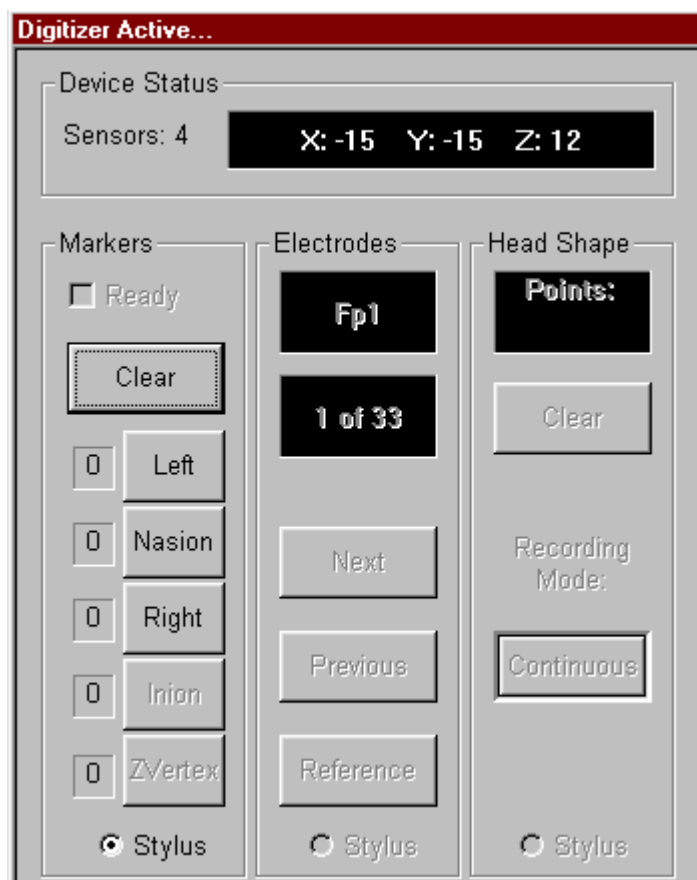 Digitizer Active...
Device Status
Sensors: 4
X: -15 Y: -15 Z: 12
Markers
Ready
Clear
0 Left
0 Nasion
0 Right
0 Inion
0 ZVertex
Stylus
Electrodes
Fp1
1 of 33
Next
Previous
Reference
Stylus
Head Shape
Points:
Clear
Recording
Mode:
Continuous
Stylus